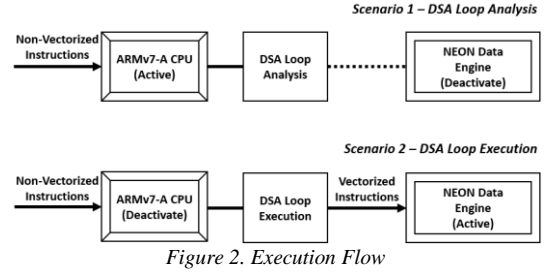 Scenario 1 – DSA Loop Analysis
Non-Vectorized
Instructions
ARMv7-A CPU
(Active)
DSA Loop
Analysis
NEON Data
Engine
(Deactivate)
Scenario 2 – DSA Loop Execution
Non-Vectorized
Instructions
ARMv7-A CPU
(Deactivate)
DSA Loop
Execution
Vectorized
Instructions
NEON Data
Engine
(Active)
Figure 2. Execution Flow